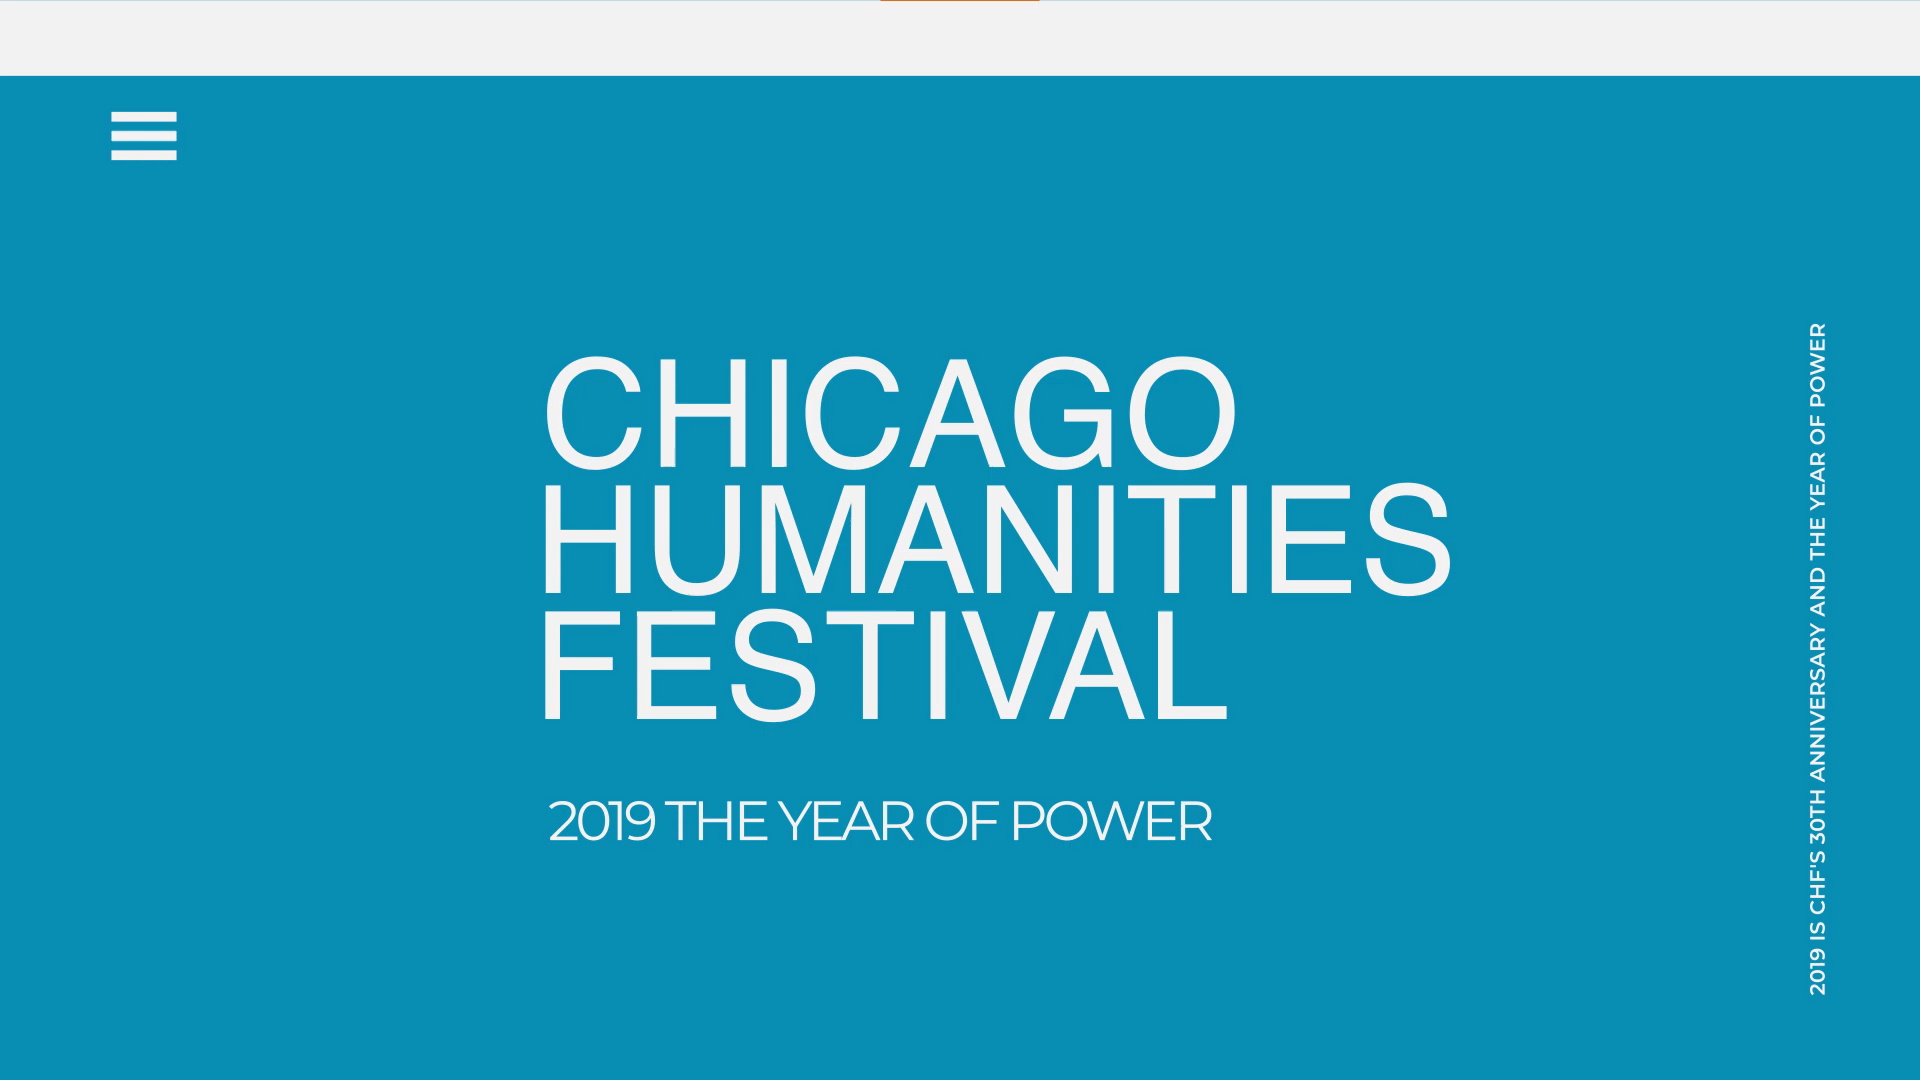 CHICAGO
HUMANITIES
FESTIVAL
2019 THE YEAR OF POWER
2019 IS CHF'S 30TH ANNIVERSARY AND THE YEAR OF POWER